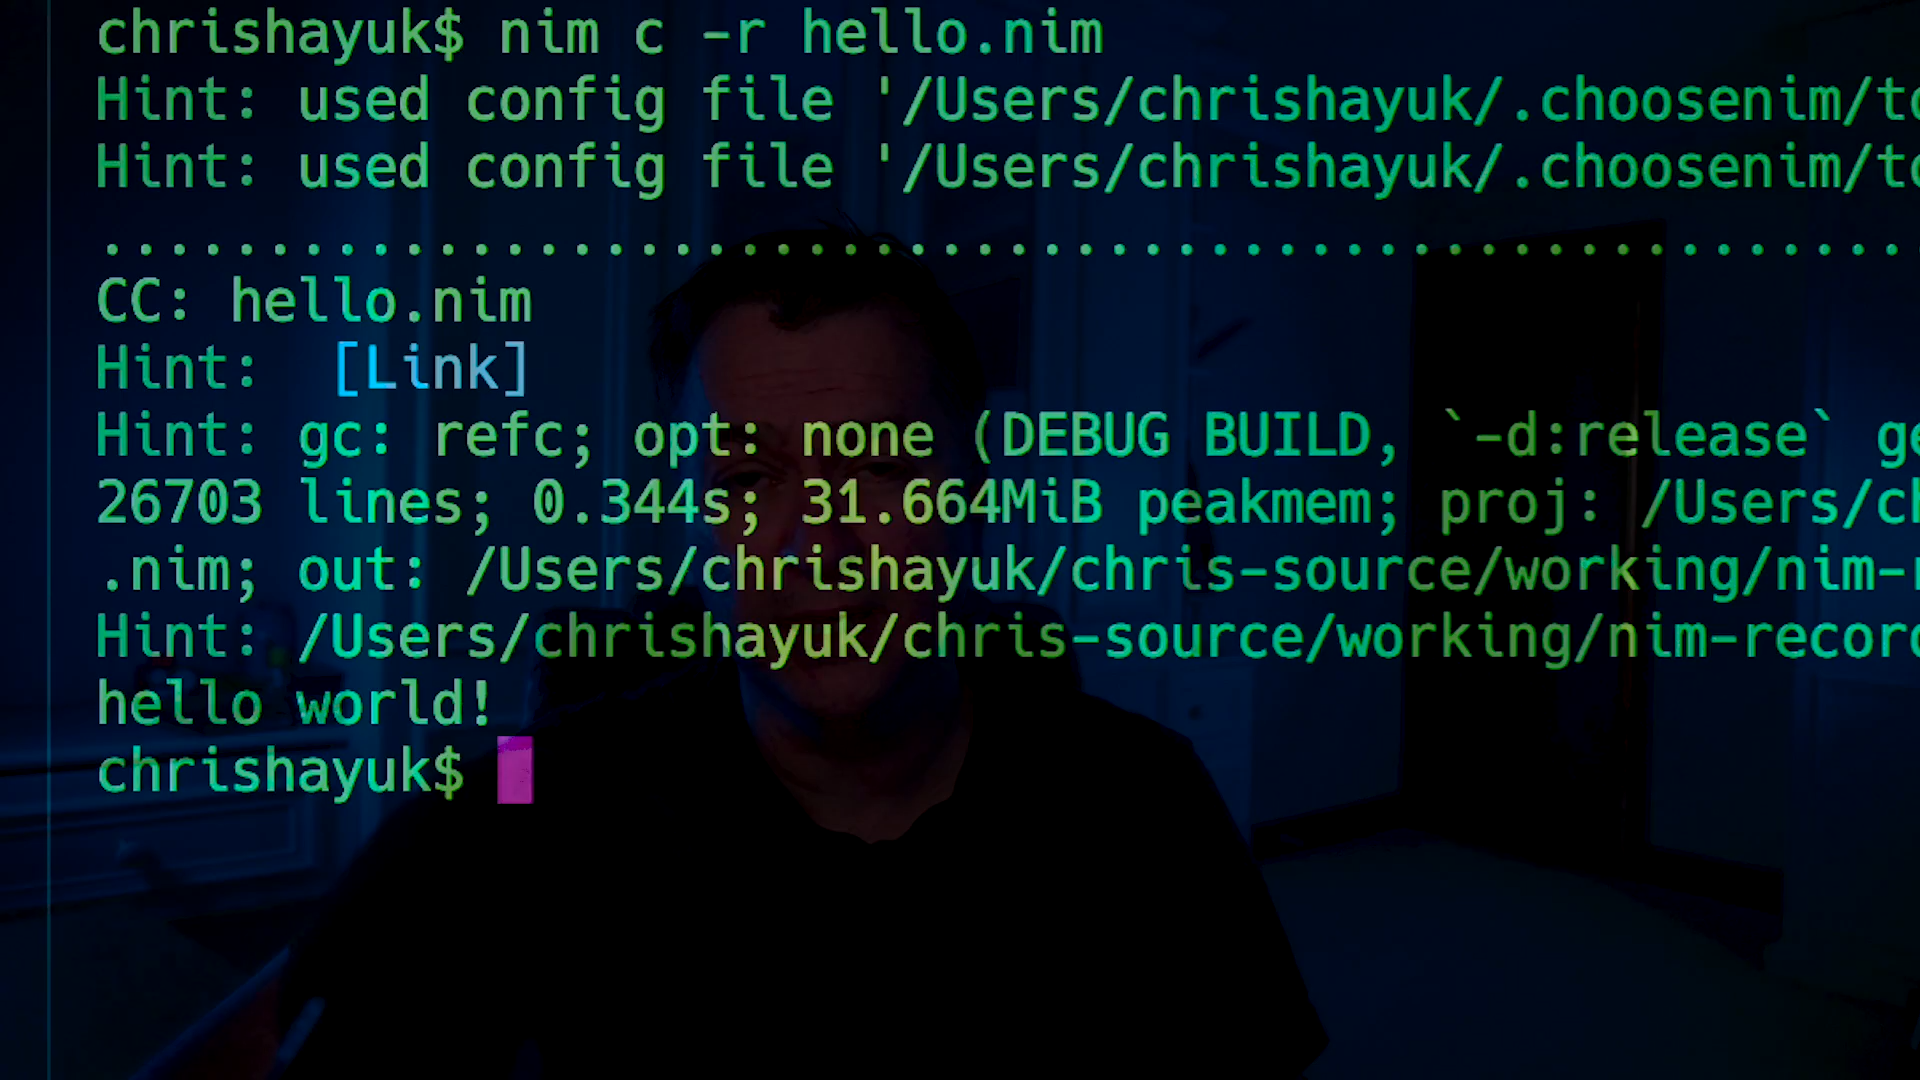 chrishayuk$ nim c -r hello.nim
Hint: used config file '/Users/chrishayuk/.choosenim/to
Hint: used config file '/Users/chrishayuk/.choosenim/to
.......................................................
CC: hello.nim
Hint:  [Link]
Hint: gc: refc; opt: none (DEBUG BUILD, `-d:release` ge
26703 lines; 0.344s; 31.664MiB peakmem; proj: /Users/ch
.nim; out: /Users/chrishayuk/chris-source/working/nim-r
Hint: /Users/chrishayuk/chris-source/working/nim-record
hello world!
chrishayuk$